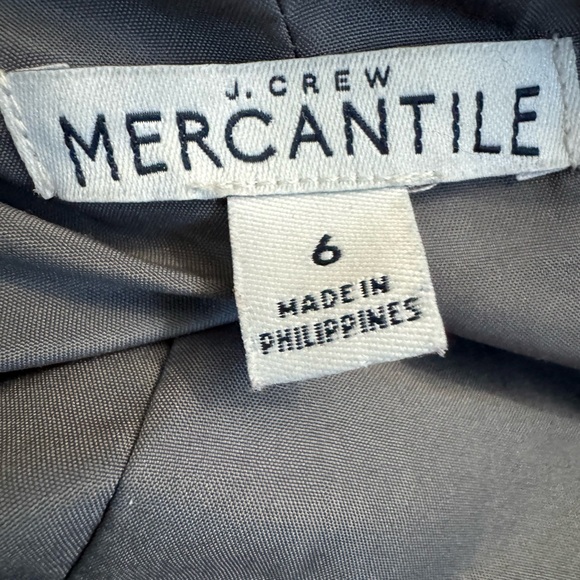 J.CREW
MERCANTILE
6
MADE IN
PHILIPPINES